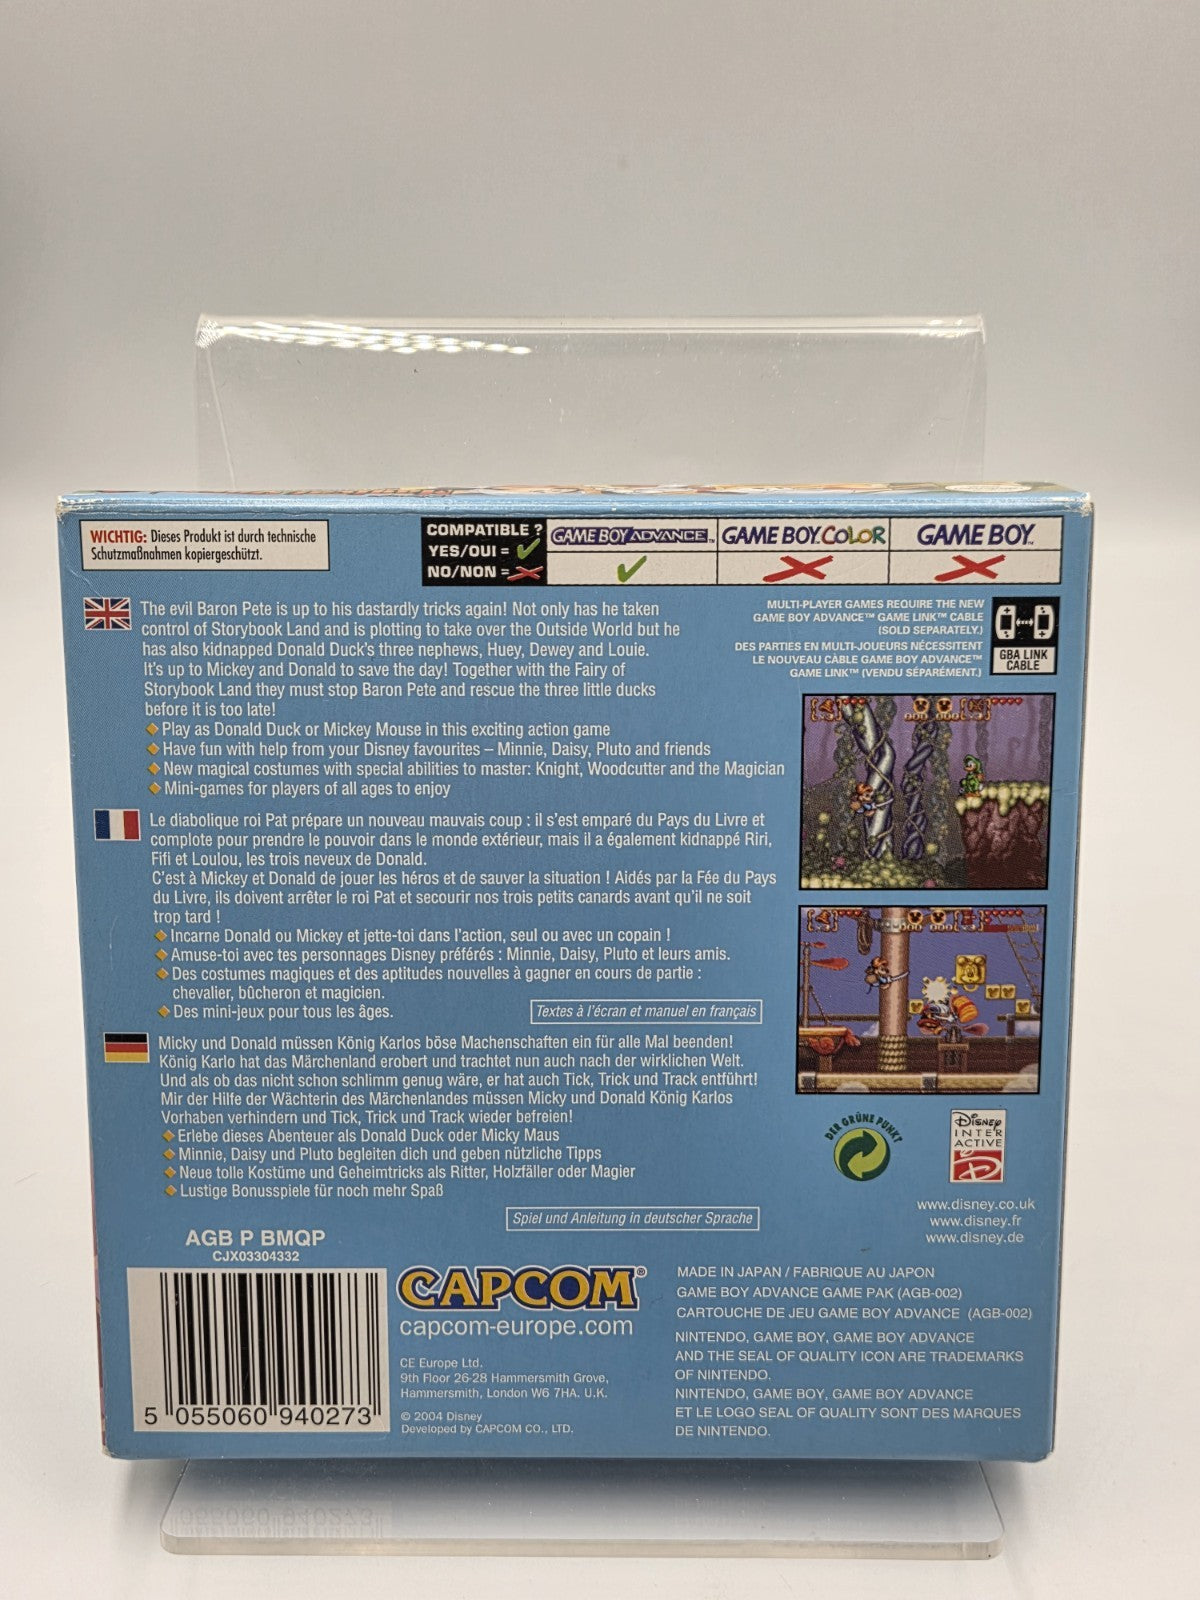 WICHTIG: Dieses Produkt ist durch technische
Schutzmaßnahmen kopiergeschützt.
COMPATIBLE ?
YES/OUI =
NO/NON =
GAME BOY ADVANCE™
GAME BOY COLOR
GAME BOY™
The evil Baron Pete is up to his dastardly tricks again! Not only has he taken
control of Storybook Land and is plotting to take over the Outside World but he
has also kidnapped Donald Duck's three nephews, Huey, Dewey and Louie.
It's up to Mickey and Donald to save the day! Together with the Fairy of
Storybook Land they must stop Baron Pete and rescue the three little ducks
before it is too late!
Play as Donald Duck or Mickey Mouse in this exciting action game
Have fun with help from your Disney favourites – Minnie, Daisy, Pluto and friends
New magical costumes with special abilities to master: Knight, Woodcutter and the Magician
Mini-games for players of all ages to enjoy
MULTI-PLAYER GAMES REQUIRE THE NEW
GAME BOY ADVANCE™ GAME LINK™ CABLE
(SOLD SEPARATELY.)
DES PARTIES EN MULTI-JOUEURS NÉCESSITENT
LE NOUVEAU CÂBLE GAME BOY ADVANCE™
GAME LINK™ (VENDU SÉPARÉMENT.)
GBA LINK
CABLE
Le diabolique roi Pat prépare un nouveau mauvais coup : il s'est emparé du Pays du Livre et
complote pour prendre le pouvoir dans le monde extérieur, mais il a également kidnappé Riri,
Fifi et Loulou, les trois neveux de Donald.
C'est à Mickey et Donald de jouer les héros et de sauver la situation ! Aidés par la Fée du Pays
du Livre, ils doivent arrêter le roi Pat et secourir nos trois petits canards avant qu'il ne soit
trop tard !
Incarne Donald ou Mickey et jette-toi dans l'action, seul ou avec un copain !
Amuse-toi avec tes personnages Disney préférés : Minnie, Daisy, Pluto et leurs amis.
Des costumes magiques et des aptitudes nouvelles à gagner en cours de partie :
chevalier, bûcheron et magicien.
Des mini-jeux pour tous les âges.
Textes à l'écran et manuel en français
Micky und Donald müssen König Karlos böse Machenschaften ein für alle Mal beenden!
König Karlo hat das Märchenland erobert und trachtet nun auch nach der wirklichen Welt.
Und als ob das nicht schon schlimm genug wäre, er hat auch Tick, Trick und Track entführt!
Mir der Hilfe der Wächterin des Märchenlandes müssen Micky und Donald König Karlos
Vorhaben verhindern und Tick, Trick und Track wieder befreien!
Erlebe dieses Abenteuer als Donald Duck oder Micky Maus
Minnie, Daisy und Pluto begleiten dich und geben nützliche Tipps
Neue tolle Kostüme und Geheimtricks als Ritter, Holzfäller oder Magier
Lustige Bonusspiele für noch mehr Spaß
Spiel und Anleitung in deutscher Sprache
DER GRÜNE PUNKT
Disney
INTER
ACTIVE
www.disney.co.uk
www.disney.fr
www.disney.de
AGB P BMQP
CJX03304332
5 055060 940273
CAPCOM®
capcom-europe.com
CE Europe Ltd.
9th Floor 26-28 Hammersmith Grove,
Hammersmith, London W6 7HA. U.K.
© 2004 Disney
Developed by CAPCOM CO., LTD.
MADE IN JAPAN / FABRIQUE AU JAPON
GAME BOY ADVANCE GAME PAK (AGB-002)
CARTOUCHE DE JEU GAME BOY ADVANCE (AGB-002)
NINTENDO, GAME BOY, GAME BOY ADVANCE
AND THE SEAL OF QUALITY ICON ARE TRADEMARKS
OF NINTENDO.
NINTENDO, GAME BOY, GAME BOY ADVANCE
ET LE LOGO SEAL OF QUALITY SONT DES MARQUES
DE NINTENDO.